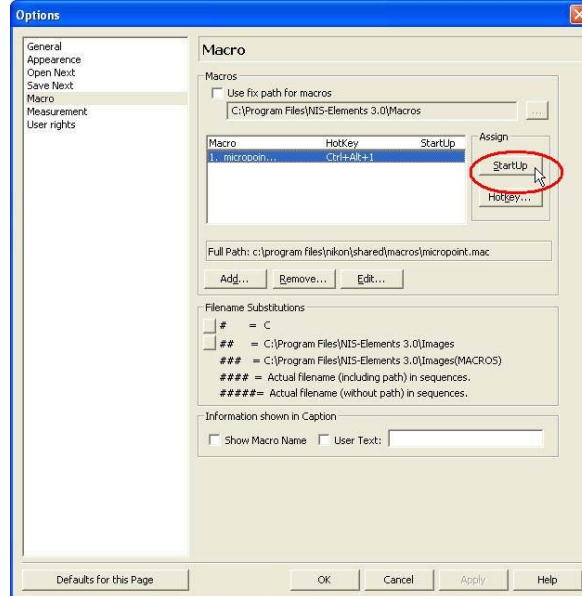 Options
General
Appearence
Open Next
Save Next
Macro
Measurement
User rights
Macro
Macros
Use fix path for macros
C:\Program Files\NIS-Elements 3.0\Macros
...
Macro HotKey StartUp
1. micropoin... Ctrl+Alt+1
Assign
StartUp
Hotkey...
Full Path: c:\program files\nikon\shared\macros\micropoint.mac
Add... Remove... Edit...
Filename Substitutions
# = C
## = C:\Program Files\NIS-Elements 3.0\Images
### = C:\Program Files\NIS-Elements 3.0\Images(MACROS)
#### = Actual filename (including path) in sequences.
#####= Actual filename (without path) in sequences.
Information shown in Caption
Show Macro Name User Text:
Defaults for this Page OK Cancel Apply Help